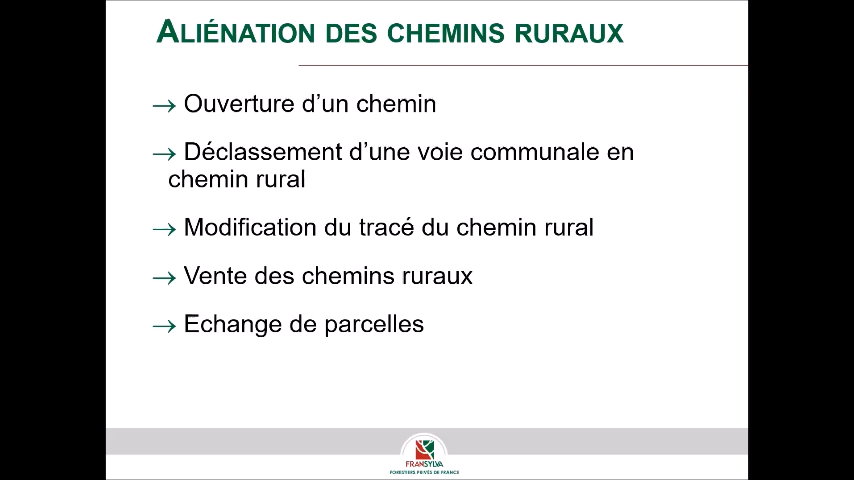 ALIÉNATION DES CHEMINS RURAUX
→ Ouverture d’un chemin
→ Déclassement d’une voie communale en
chemin rural
→ Modification du tracé du chemin rural
→ Vente des chemins ruraux
→ Echange de parcelles
FRANSYLVA
FORESTIERS PRIVÉS DE FRANCE